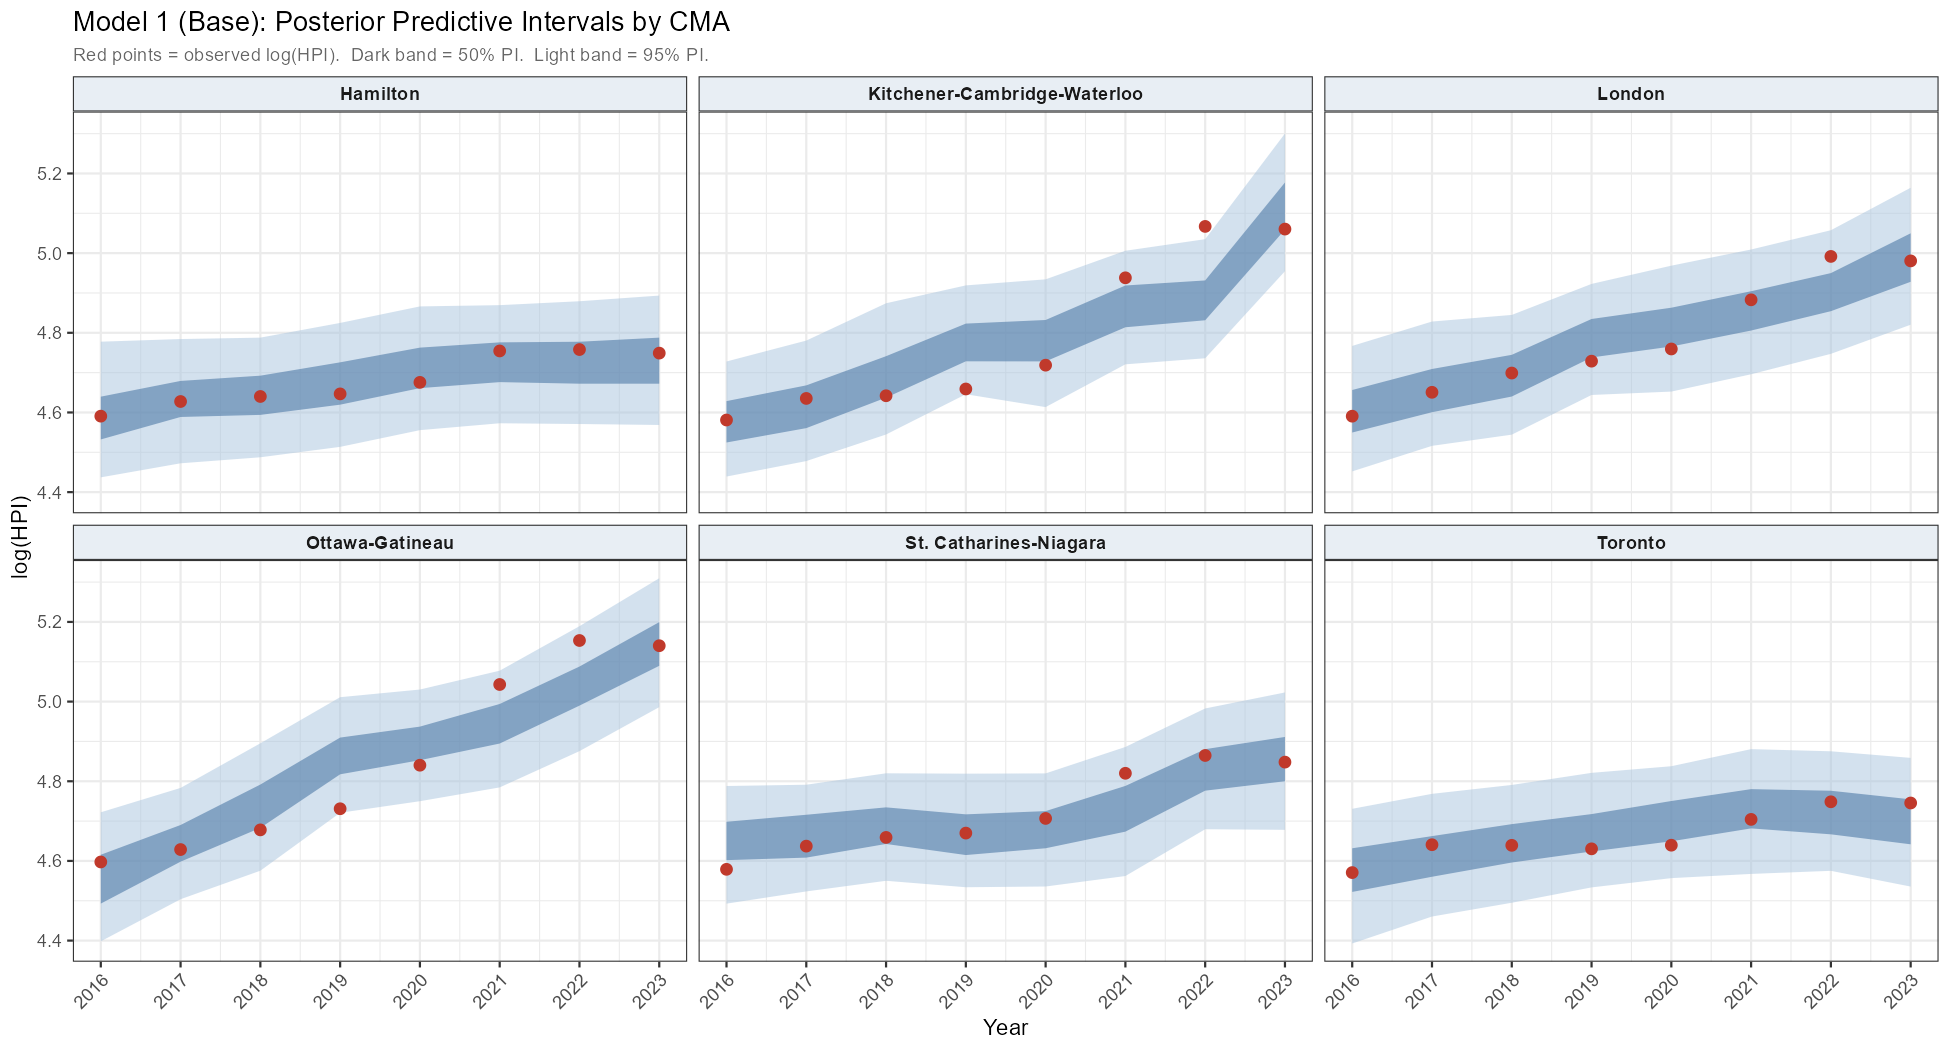 Model 1 (Base): Posterior Predictive Intervals by CMA
Red points = observed log(HPI).  Dark band = 50% PI.  Light band = 95% PI.
Hamilton
Kitchener-Cambridge-Waterloo
London
5.2
5.0
4.8
4.6
4.4
log(HPI)
Ottawa-Gatineau
St. Catharines-Niagara
Toronto
5.2
5.0
4.8
4.6
4.4
2016 2017 2018 2019 2020 2021 2022 2023
2016 2017 2018 2019 2020 2021 2022 2023
2016 2017 2018 2019 2020 2021 2022 2023
Year